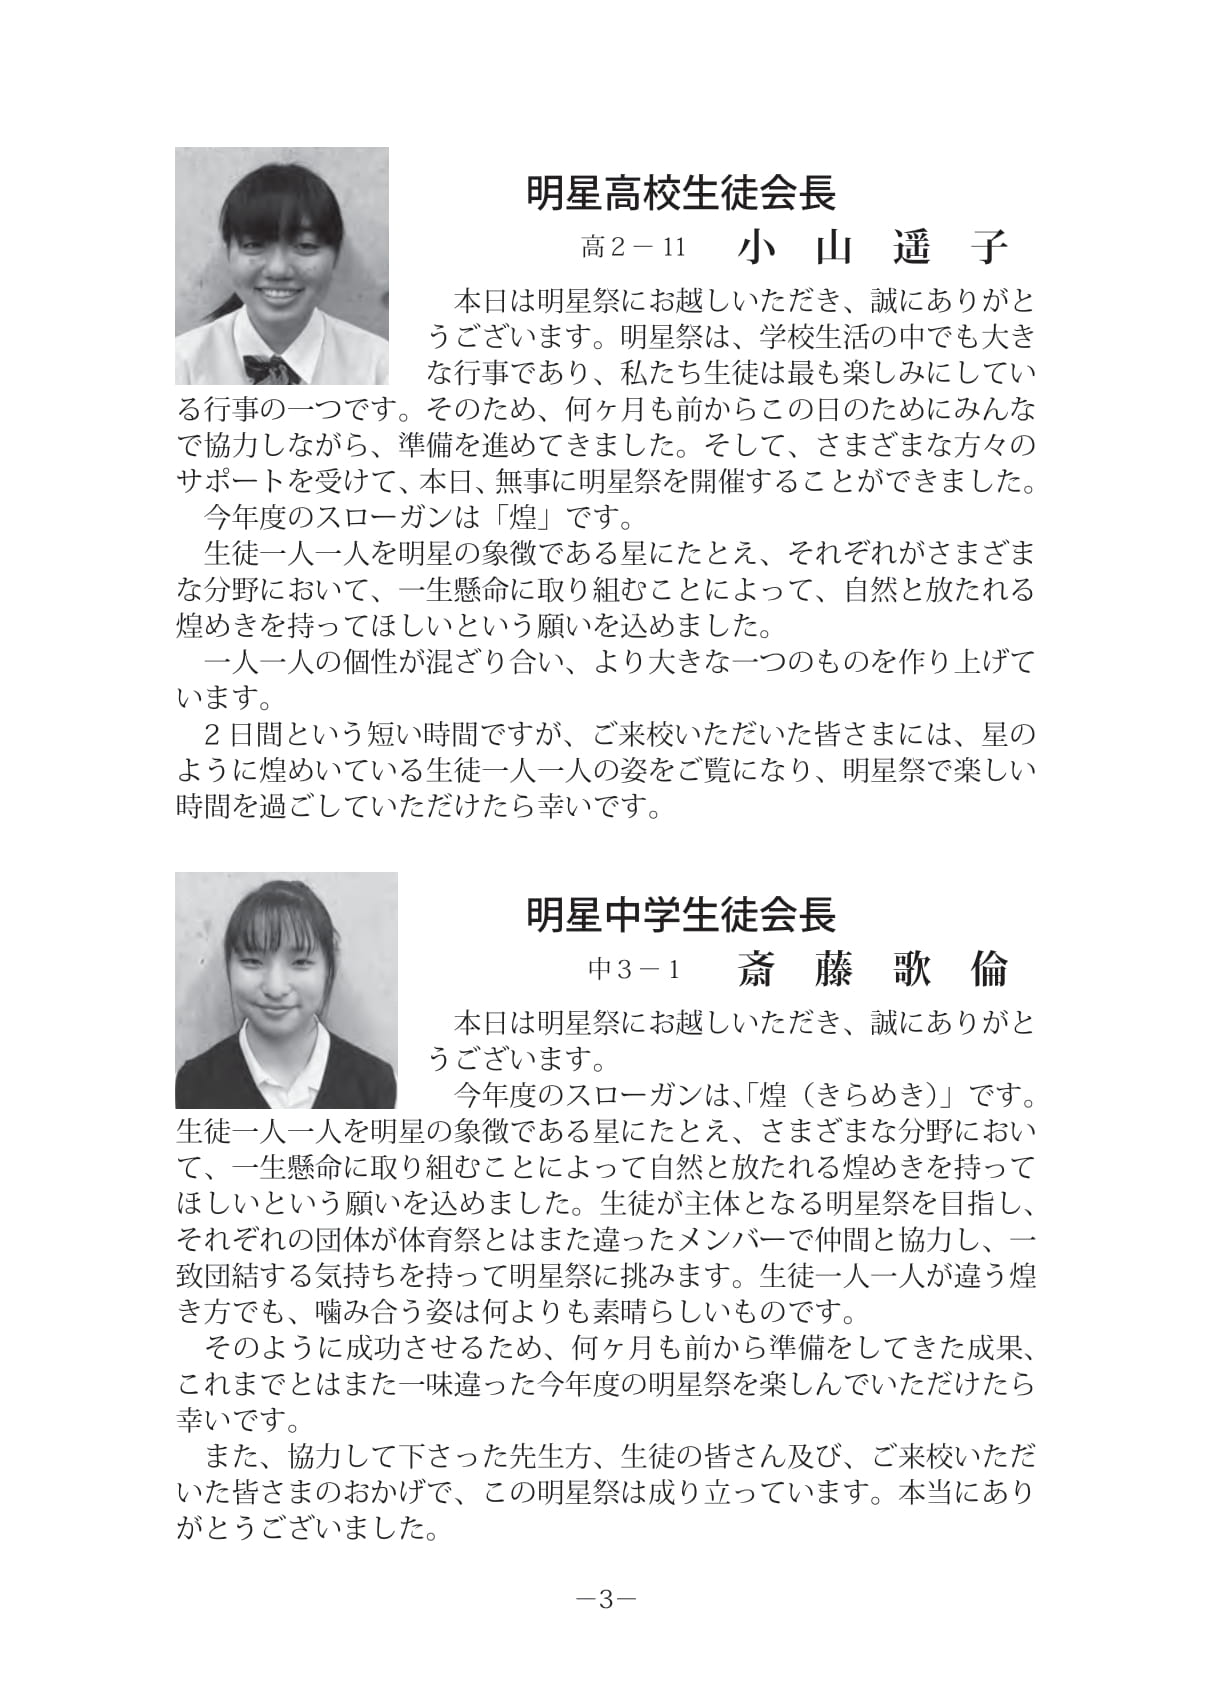 明星高校生徒会長
高２－11　小　山　遥　子
　本日は明星祭にお越しいただき、誠にありがと
うございます。明星祭は、学校生活の中でも大き
な行事であり、私たち生徒は最も楽しみにしてい
る行事の一つです。そのため、何ヶ月も前からこの日のためにみんな
で協力しながら、準備を進めてきました。そして、さまざまな方々の
サポートを受けて、本日、無事に明星祭を開催することができました。
　今年度のスローガンは「煌」です。
　生徒一人一人を明星の象徴である星にたとえ、それぞれがさまざま
な分野において、一生懸命に取り組むことによって、自然と放たれる
煌めきを持ってほしいという願いを込めました。
　一人一人の個性が混ざり合い、より大きな一つのものを作り上げて
います。
　２日間という短い時間ですが、ご来校いただいた皆さまには、星の
ように煌めいている生徒一人一人の姿をご覧になり、明星祭で楽しい
時間を過ごしていただけたら幸いです。
明星中学生徒会長
中３－１　斎　藤　歌　倫
　本日は明星祭にお越しいただき、誠にありがと
うございます。
　今年度のスローガンは、「煌（きらめき）」です。
生徒一人一人を明星の象徴である星にたとえ、さまざまな分野におい
て、一生懸命に取り組むことによって自然と放たれる煌めきを持って
ほしいという願いを込めました。生徒が主体となる明星祭を目指し、
それぞれの団体が体育祭とはまた違ったメンバーで仲間と協力し、一
致団結する気持ちを持って明星祭に挑みます。生徒一人一人が違う煌
き方でも、噛み合う姿は何よりも素晴らしいものです。
　そのように成功させるため、何ヶ月も前から準備をしてきた成果、
これまでとはまた一味違った今年度の明星祭を楽しんでいただけたら
幸いです。
　また、協力して下さった先生方、生徒の皆さん及び、ご来校いただ
いた皆さまのおかげで、この明星祭は成り立っています。本当にあり
がとうございました。
－3－